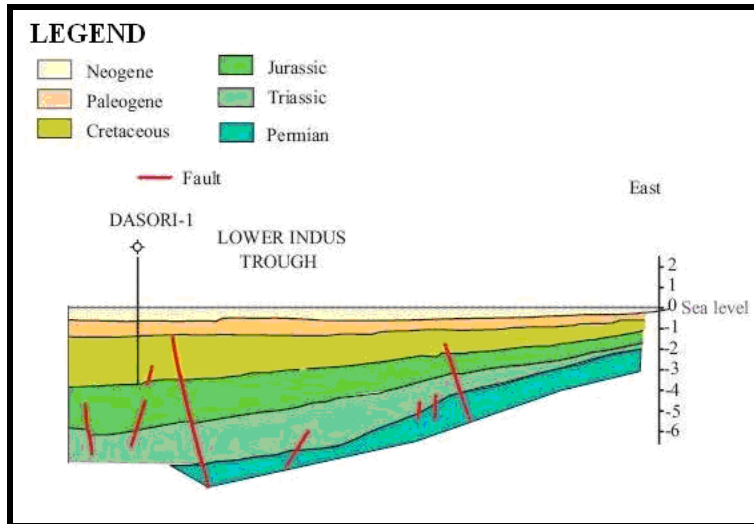 LEGEND
Neogene
Paleogene
Cretaceous
Jurassic
Triassic
Permian
Fault
East
DASORI-1
LOWER INDUS
TROUGH
2
1
0 Sea level
-1
-2
-3
-4
-5
-6